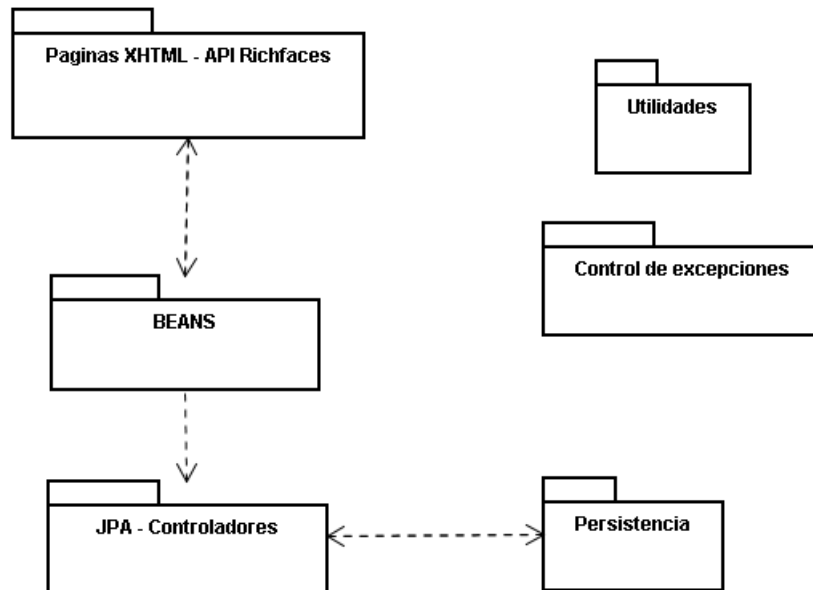 Paginas XHTML - API Richfaces
Utilidades
Control de excepciones
BEANS
JPA - Controladores
Persistencia